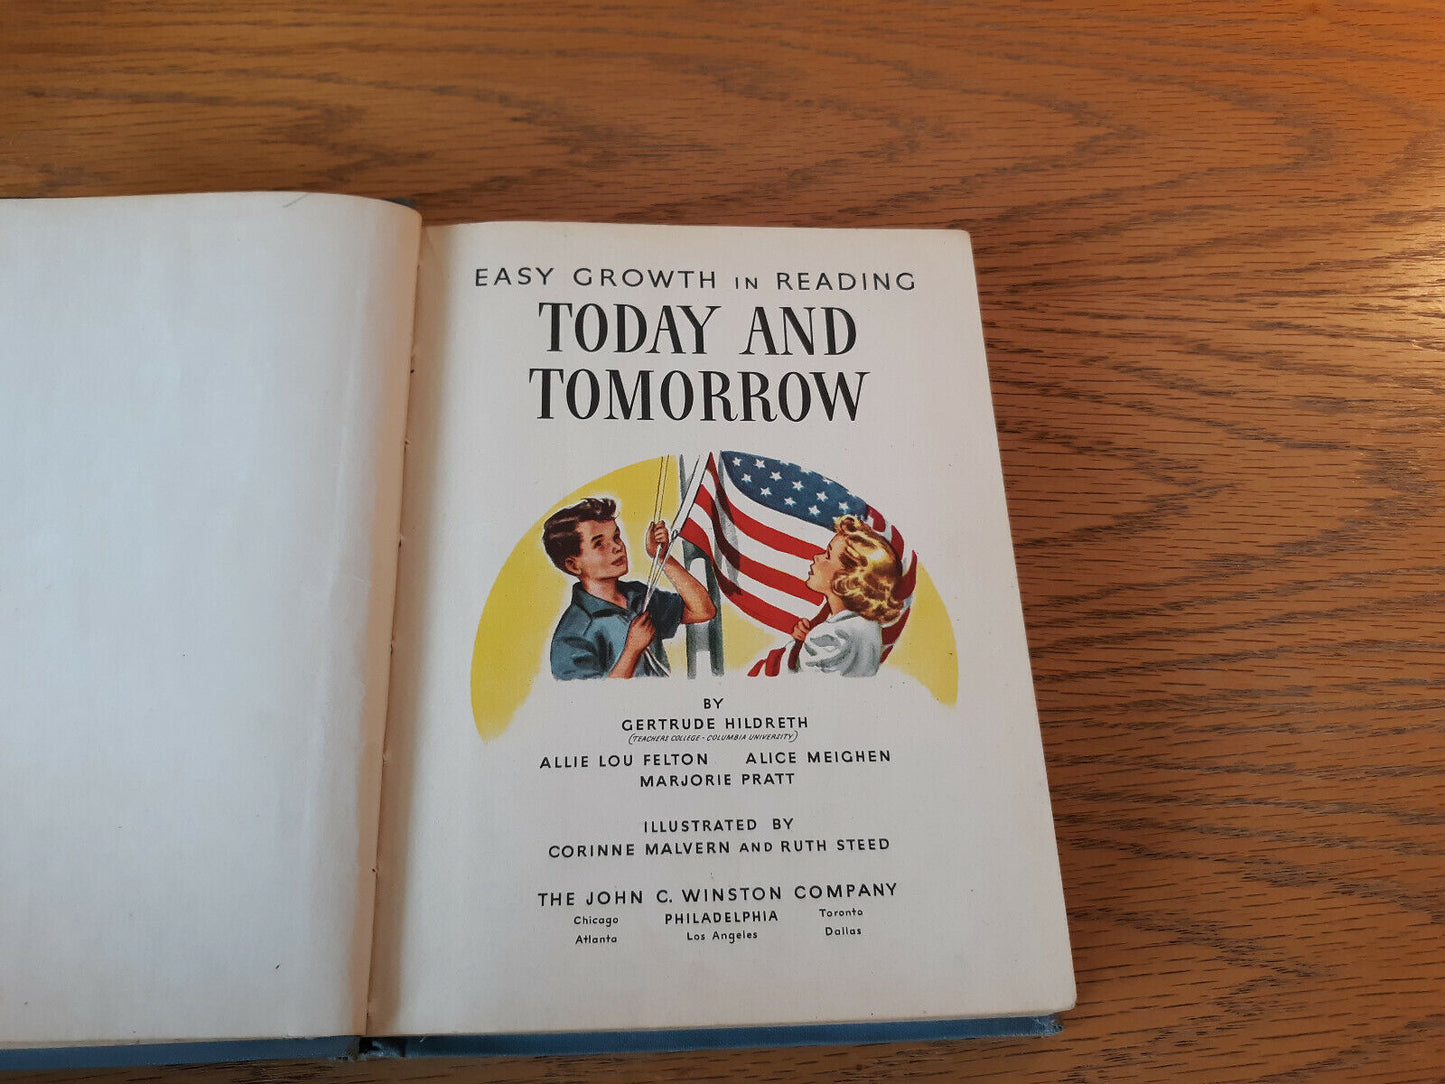 EASY GROWTH IN READING
TODAY AND
TOMORROW
BY
GERTRUDE HILDRETH
(TEACHERS COLLEGE - COLUMBIA UNIVERSITY)
ALLIE LOU FELTON ALICE MEIGHEN
MARJORIE PRATT
ILLUSTRATED BY
CORINNE MALVERN AND RUTH STEED
THE JOHN C. WINSTON COMPANY
Chicago PHILADELPHIA Toronto
Atlanta Los Angeles Dallas